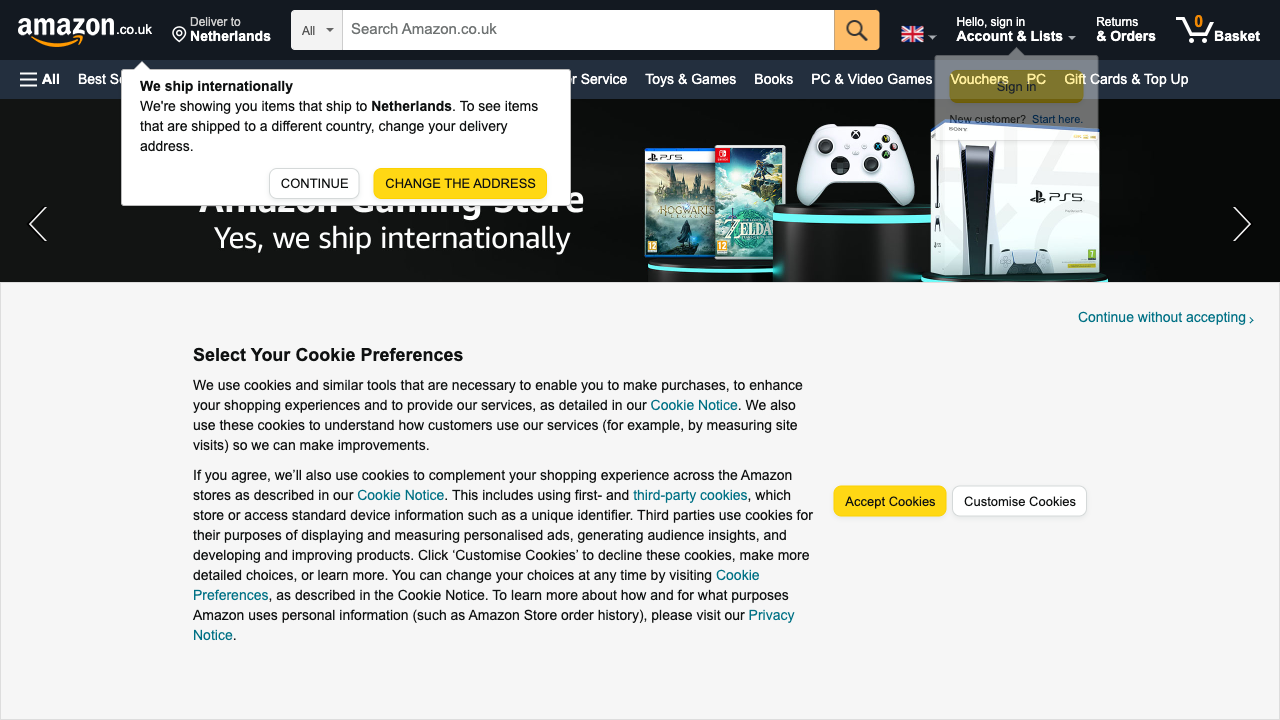 amazon.co.uk
Deliver to
Netherlands
All
Search Amazon.co.uk
Hello, sign in
Account & Lists
Returns
& Orders
0
Basket
All
Best S
r Service
Toys & Games
Books
PC & Video Games
Vouchers
PC
Gift Cards & Top Up
We ship internationally
We're showing you items that ship to Netherlands. To see items
that are shipped to a different country, change your delivery
address.
CONTINUE
CHANGE THE ADDRESS
Sign in
New customer? Start here.
Amazon Gaming Store
Yes, we ship internationally
PS5
HOGWARTS
LEGACY
12
ZELDA
12
SONY
PS5
Continue without accepting ›
Select Your Cookie Preferences
We use cookies and similar tools that are necessary to enable you to make purchases, to enhance
your shopping experiences and to provide our services, as detailed in our Cookie Notice. We also
use these cookies to understand how customers use our services (for example, by measuring site
visits) so we can make improvements.
If you agree, we’ll also use cookies to complement your shopping experience across the Amazon
stores as described in our Cookie Notice. This includes using first- and third-party cookies, which
store or access standard device information such as a unique identifier. Third parties use cookies for
their purposes of displaying and measuring personalised ads, generating audience insights, and
developing and improving products. Click ‘Customise Cookies’ to decline these cookies, make more
detailed choices, or learn more. You can change your choices at any time by visiting Cookie
Preferences, as described in the Cookie Notice. To learn more about how and for what purposes
Amazon uses personal information (such as Amazon Store order history), please visit our Privacy
Notice.
Accept Cookies
Customise Cookies